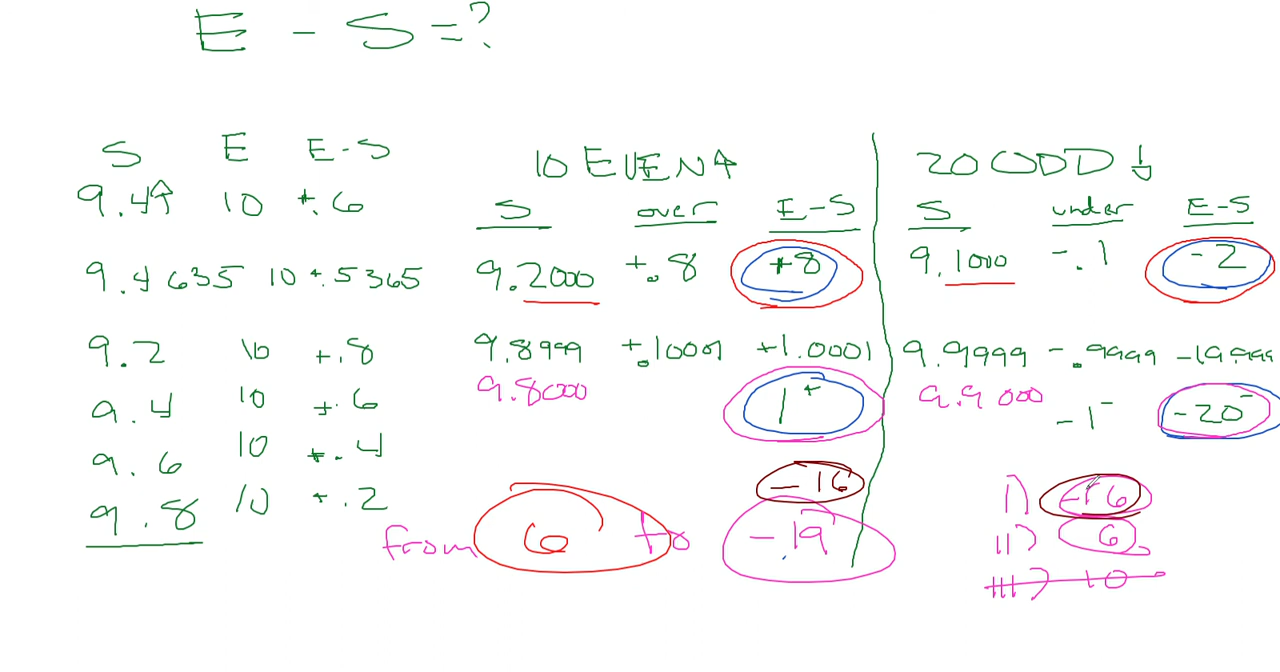 E - S = ?
S E E-S
9.4↑ 10 +.6
9.4635 10 +.5365
9.2 10 +.8
9.4 10 +.6
9.6 10 +.4
9.8 10 +.2
10 EVEN ↑
S over E-S
9.2000 +.8 +8
9.8999 +.10001 +1.0001
9.8000 1+
-16
from 6 to -19
20 ODD ↓
S under E-S
9.1000 -.1 -2
9.9999 -.9999 -19.999
9.9000 -1⁻ -20⁻
I) -16
II) 6
III) 10